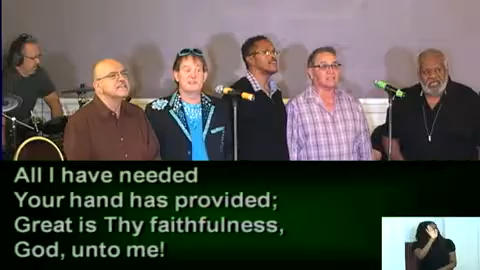 All I have needed
Your hand has provided;
Great is Thy faithfulness,
God, unto me!